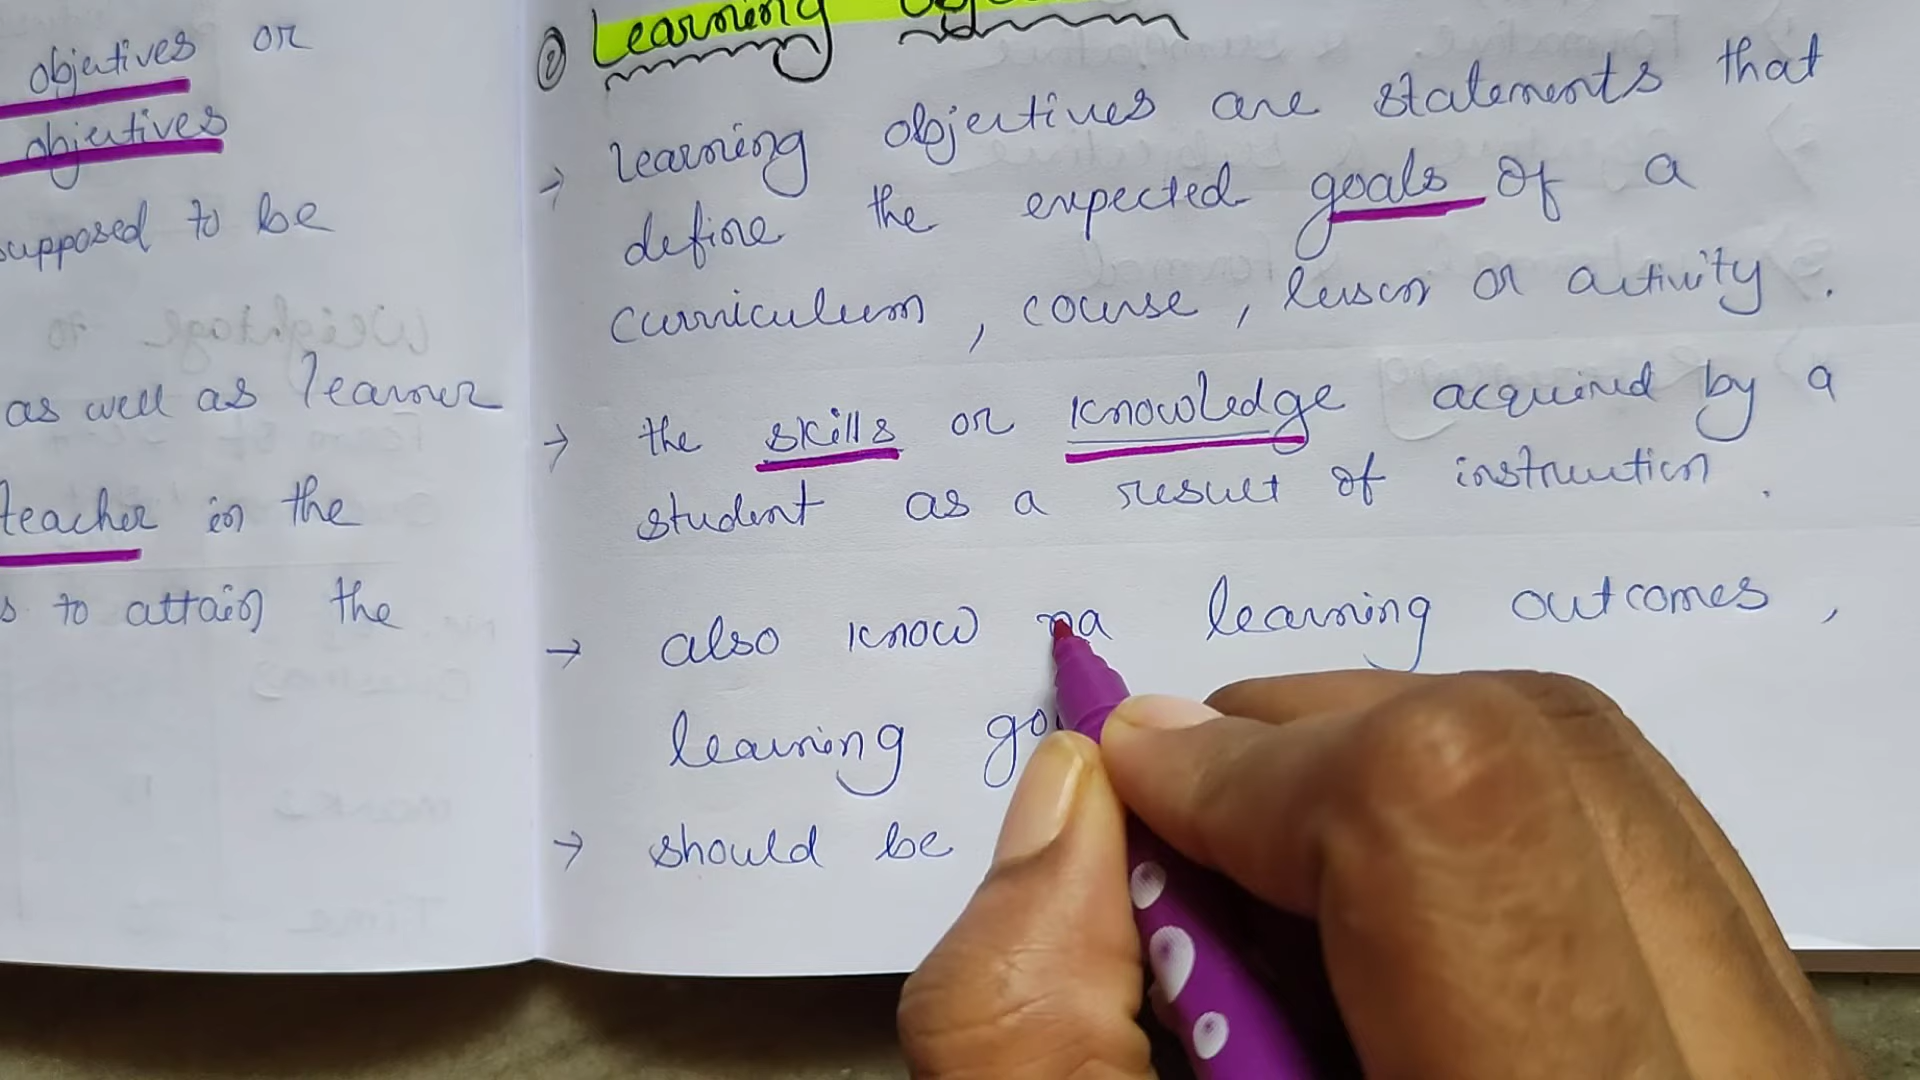 objectives or
objectives
supposed to be
as well as learner
teacher in the
to attain the
② Learning
→ learning objectives are statements that
define the expected goals of a
curriculum, course, lesson or activity.
→ the skills or knowledge acquired by a
student as a result of instruction.
→ also know na learning outcomes,
learning
→ should be